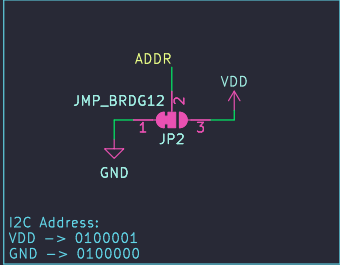 ADDR
VDD
JMP_BRDG12
2
1
3
JP2
GND
I2C Address:
VDD -> 0100001
GND -> 0100000